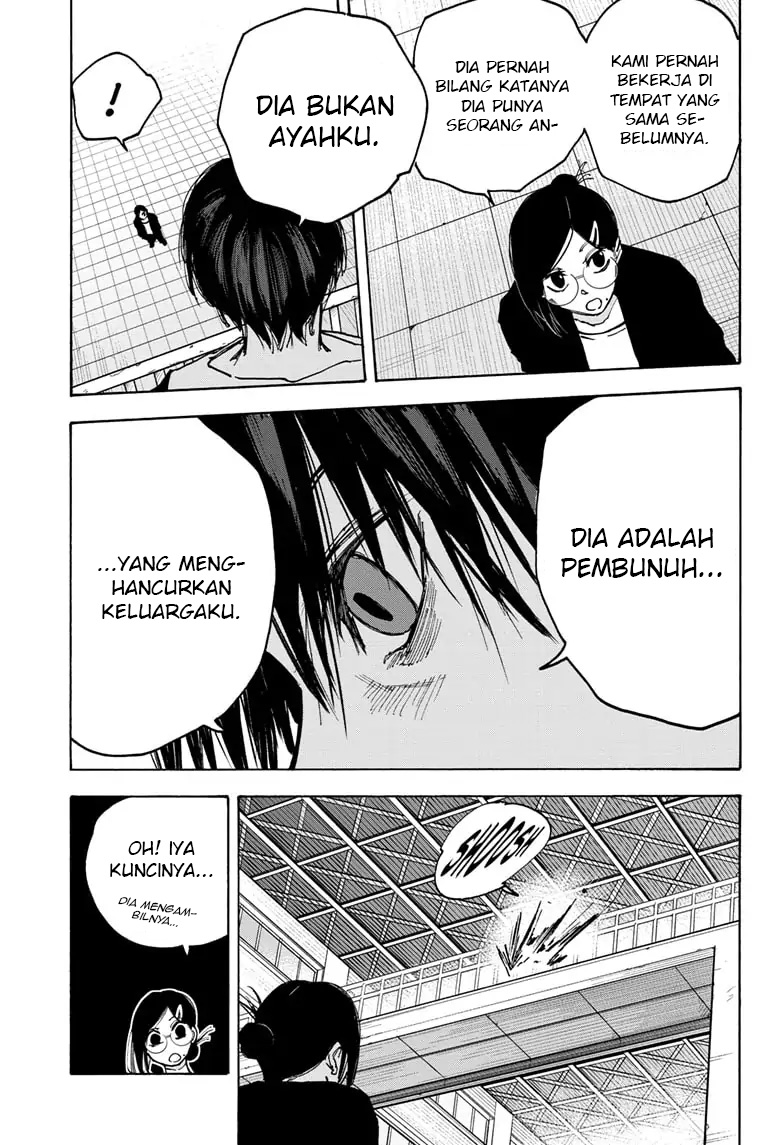 KAMI PERNAH
BEKERJA DI
TEMPAT YANG
SAMA SE-
BELUMNYA.
DIA PERNAH
BILANG KATANYA
DIA PUNYA
SEORANG AN-
DIA BUKAN
AYAHKU.
!
DIA ADALAH
PEMBUNUH...
...YANG MENG-
HANCURKAN
KELUARGAKU.
SWOOSH
OH! IYA
KUNCINYA...
DIA MENGAM-
BILNYA...